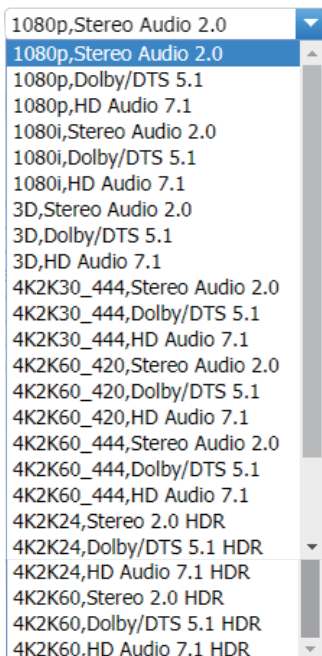 1080p,Stereo Audio 2.0
1080p,Stereo Audio 2.0
1080p,Dolby/DTS 5.1
1080p,HD Audio 7.1
1080i,Stereo Audio 2.0
1080i,Dolby/DTS 5.1
1080i,HD Audio 7.1
3D,Stereo Audio 2.0
3D,Dolby/DTS 5.1
3D,HD Audio 7.1
4K2K30_444,Stereo Audio 2.0
4K2K30_444,Dolby/DTS 5.1
4K2K30_444,HD Audio 7.1
4K2K60_420,Stereo Audio 2.0
4K2K60_420,Dolby/DTS 5.1
4K2K60_420,HD Audio 7.1
4K2K60_444,Stereo Audio 2.0
4K2K60_444,Dolby/DTS 5.1
4K2K60_444,HD Audio 7.1
4K2K24,Stereo 2.0 HDR
4K2K24,Dolby/DTS 5.1 HDR
4K2K24,HD Audio 7.1 HDR
4K2K60,Stereo 2.0 HDR
4K2K60,Dolby/DTS 5.1 HDR
4K2K60,HD Audio 7.1 HDR